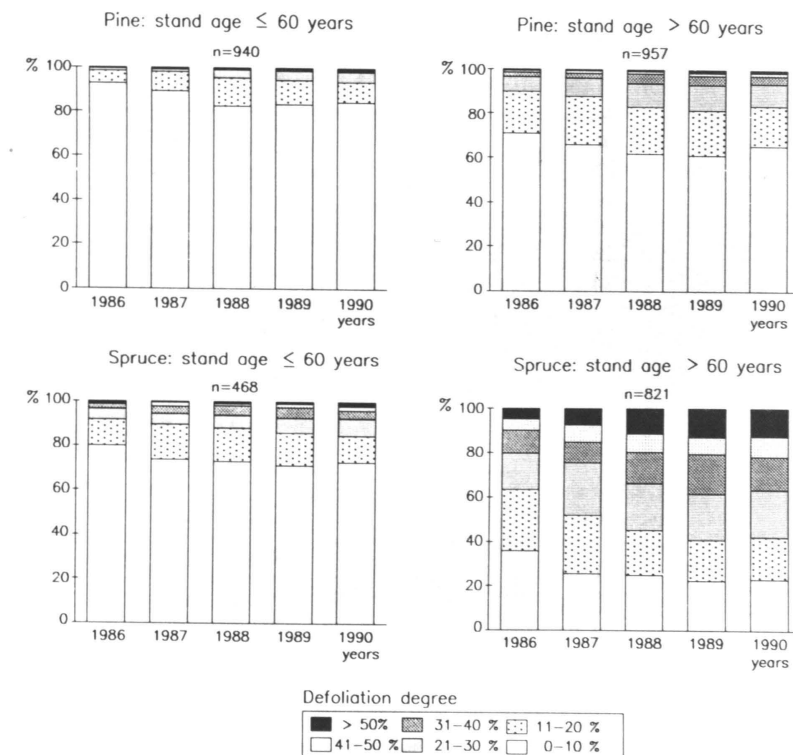 Pine: stand age ≤ 60 years
n=940
%
100
80
60
40
20
0
1986 1987 1988 1989 1990
years
Pine: stand age > 60 years
n=957
%
100
80
60
40
20
0
1986 1987 1988 1989 1990
years
Spruce: stand age ≤ 60 years
n=468
%
100
80
60
40
20
0
1986 1987 1988 1989 1990
years
Spruce: stand age > 60 years
n=821
%
100
80
60
40
20
0
1986 1987 1988 1989 1990
years
Defoliation degree
> 50% 31-40 % 11-20 %
41-50 % 21-30 % 0-10 %